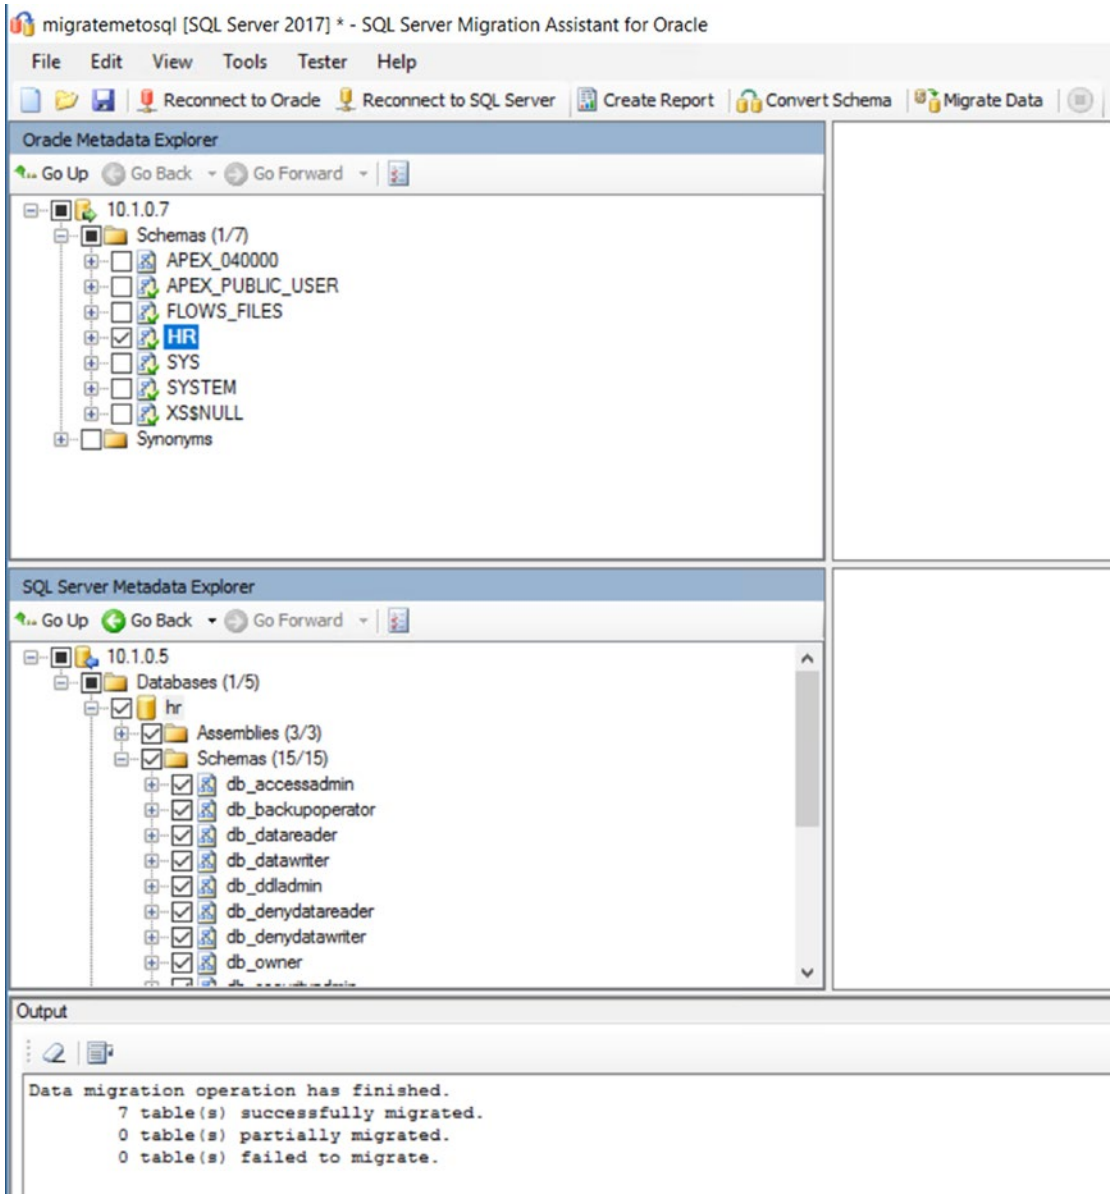 migratemetosql [SQL Server 2017] * - SQL Server Migration Assistant for Oracle
File Edit View Tools Tester Help
Reconnect to Oracle Reconnect to SQL Server Create Report Convert Schema Migrate Data
Oracle Metadata Explorer
Go Up Go Back Go Forward
10.1.0.7
Schemas (1/7)
APEX_040000
APEX_PUBLIC_USER
FLOWS_FILES
HR
SYS
SYSTEM
XS$NULL
Synonyms
SQL Server Metadata Explorer
Go Up Go Back Go Forward
10.1.0.5
Databases (1/5)
hr
Assemblies (3/3)
Schemas (15/15)
db_accessadmin
db_backupoperator
db_datareader
db_datawriter
db_ddladmin
db_denydatareader
db_denydatawriter
db_owner
Output
Data migration operation has finished.
7 table(s) successfully migrated.
0 table(s) partially migrated.
0 table(s) failed to migrate.